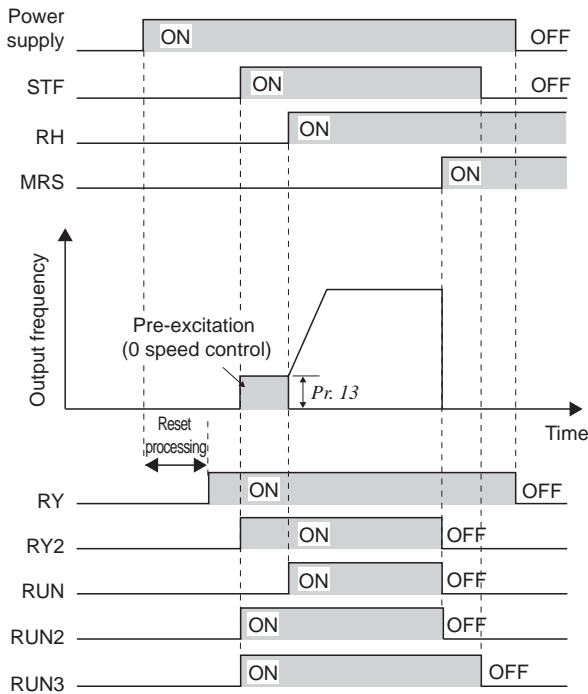 Power
supply
ON
OFF
STF
ON
OFF
RH
ON
MRS
ON
Output frequency
Pre-excitation
(0 speed control)
Pr. 13
Time
Reset
processing
RY
ON
OFF
RY2
ON
OFF
RUN
ON
OFF
RUN2
ON
OFF
RUN3
ON
OFF